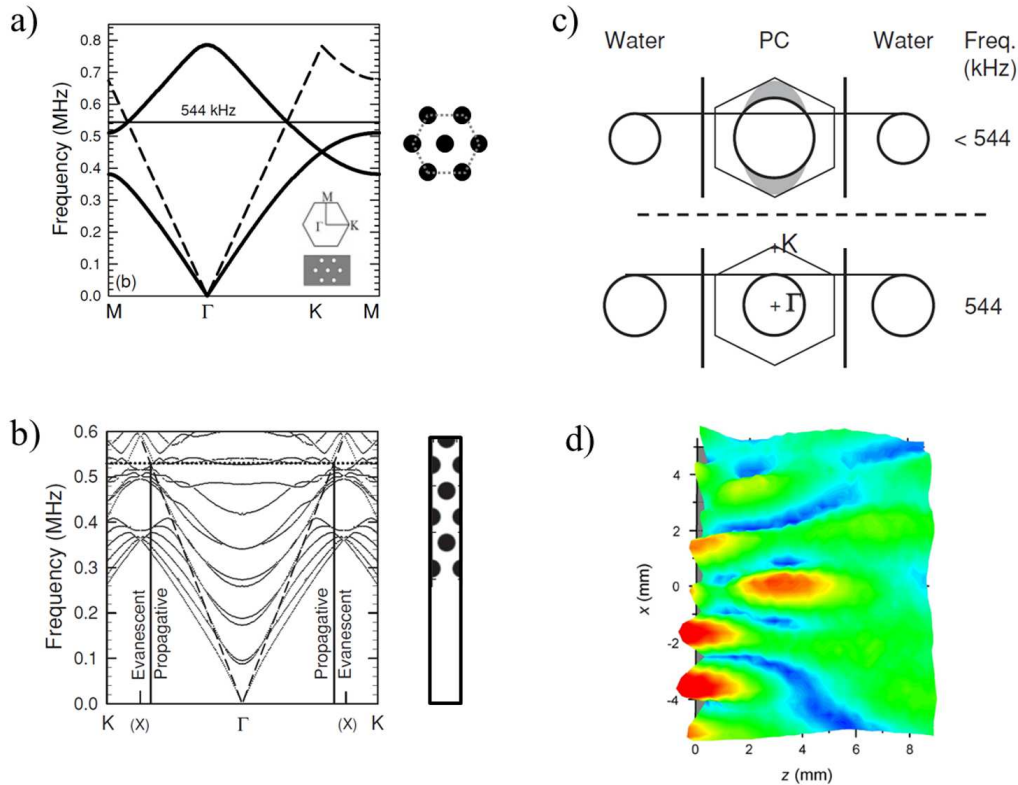 a)
Frequency (MHz)
0.8
0.7
0.6
0.5
0.4
0.3
0.2
0.1
0.0
544 kHz
M
Γ
K
(b)
M Γ K M
c)
Water PC Water Freq.
(kHz)
< 544
+K
+ Γ
544
b)
Frequency (MHz)
0.6
0.5
0.4
0.3
0.2
0.1
0.0
Evanescent
Propagative
Propagative
Evanescent
K (X) Γ (X) K
d)
x (mm)
4
2
0
-2
-4
0 2 4 6 8
z (mm)